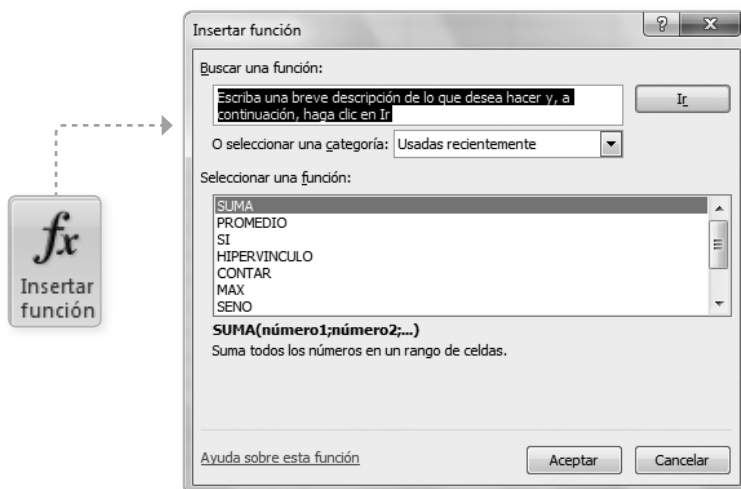 fx
Insertar
función
Insertar función
Buscar una función:
Escriba una breve descripción de lo que desea hacer y, a
continuación, haga clic en Ir
Ir
O seleccionar una categoría: Usadas recientemente
Seleccionar una función:
SUMA
PROMEDIO
SI
HIPERVINCULO
CONTAR
MAX
SENO
SUMA(número1;número2;...)
Suma todos los números en un rango de celdas.
Ayuda sobre esta función
Aceptar
Cancelar